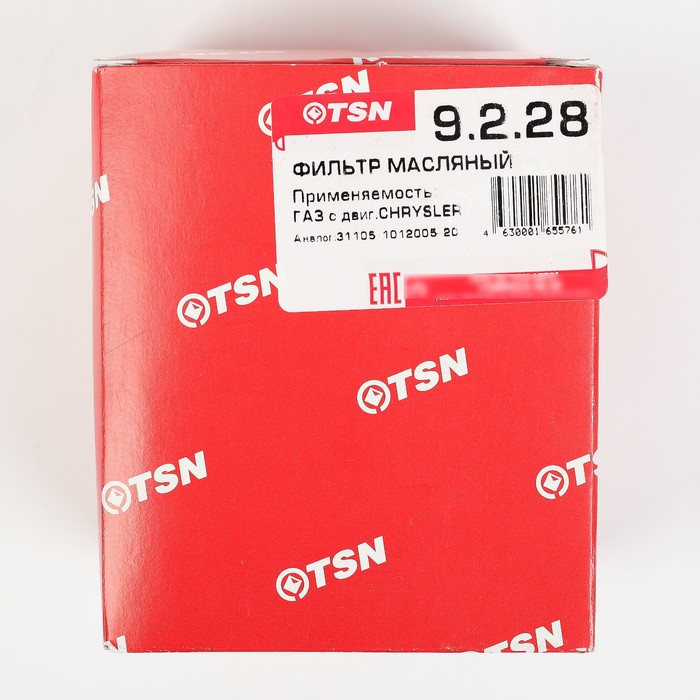 TSN
9.2.28
ФИЛЬТР МАСЛЯНЫЙ
Применяемость:
ГАЗ с двиг.CHRYSLER
Аналог:31105-1012005-20
4 630001 655761
EAC
TSN
TSN
TSN
TSN
TSN
TSN